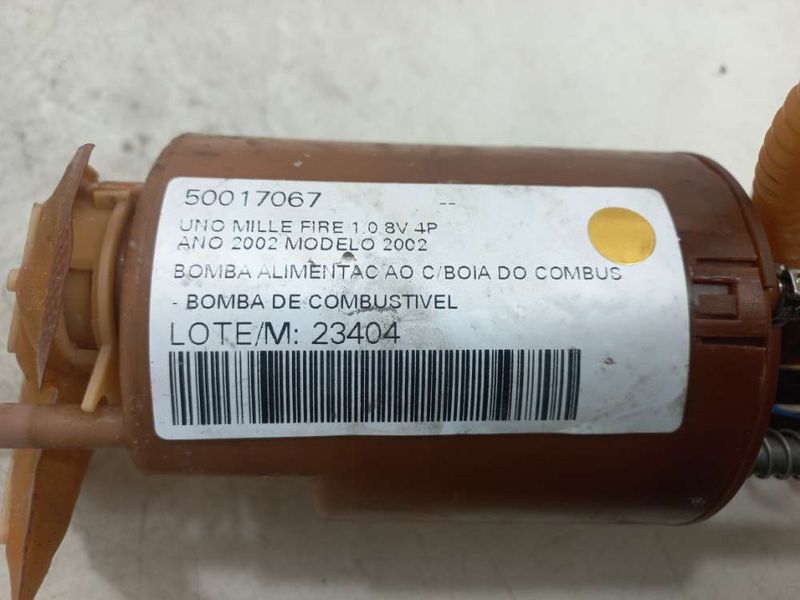 50017067 --
UNO MILLE FIRE 1.0 8V 4P
ANO 2002 MODELO 2002
BOMBA ALIMENTAC AO C/BOIA DO COMBUS
- BOMBA DE COMBUSTIVEL
LOTE/M: 23404